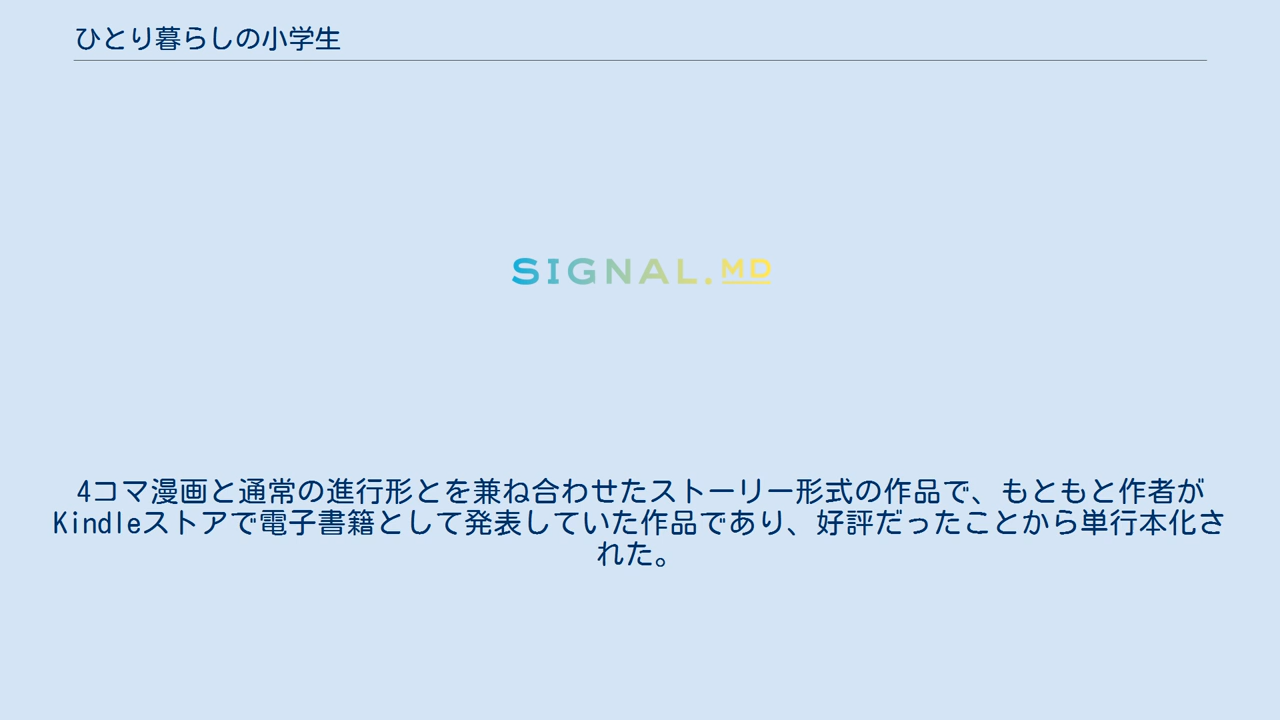 ひとり暮らしの小学生
SIGNAL.MD
4コマ漫画と通常の進行形とを兼ね合わせたストーリー形式の作品で、もともと作者が
Kindleストアで電子書籍として発表していた作品であり、好評だったことから単行本化さ
れた。